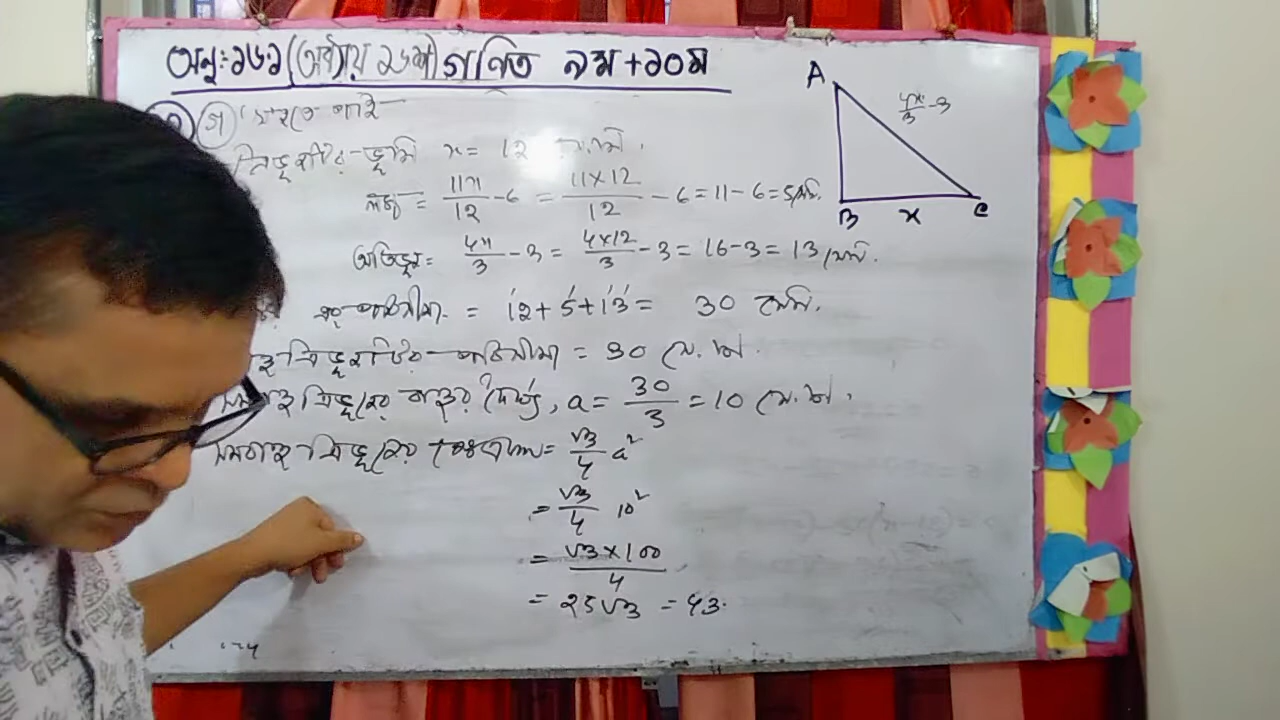 অনুঃ১৬.১(অধ্যায় ১৬শ) গণিত ৯ম+১০ম
গ 'খ' হতে পাই
ত্রিভুজটির ভূমি x = 12 সে.মি.
লম্ব = 11x/12 - 6 = 11×12/12 - 6 = 11 - 6 = 5 সেমি.
অতিভুজ = 4x/3 - 3 = 4×12/3 - 3 = 16 - 3 = 13 সেমি.
পরিসীমা = 12 + 5 + 13 = 30 সেমি.
ত্রিভুজটির পরিসীমা = 30 সে.মি.
ত্রিভুজের বাহুর দৈর্ঘ্য, a = 30/3 = 10 সে.মি.
সমবাহু ত্রিভুজের ক্ষেত্রফল = √3/4 a²
= √3/4 10²
= √3×100/4
= 25√3 = 43.
A
4x/3 - 3
B x C